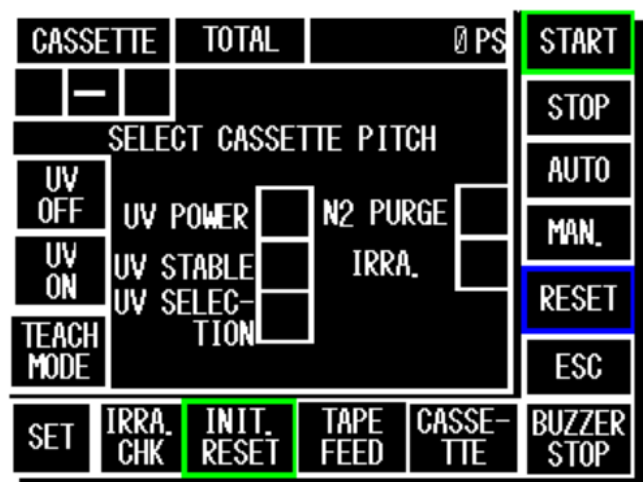 CASSETTE TOTAL 0 PS START
—
STOP
SELECT CASSETTE PITCH
UV
OFF
AUTO
UV POWER N2 PURGE
MAN.
UV
ON
UV STABLE IRRA.
RESET
UV SELEC-
TION
TEACH
MODE
ESC
SET
IRRA.
CHK
INIT.
RESET
TAPE
FEED
CASSE-
TTE
BUZZER
STOP